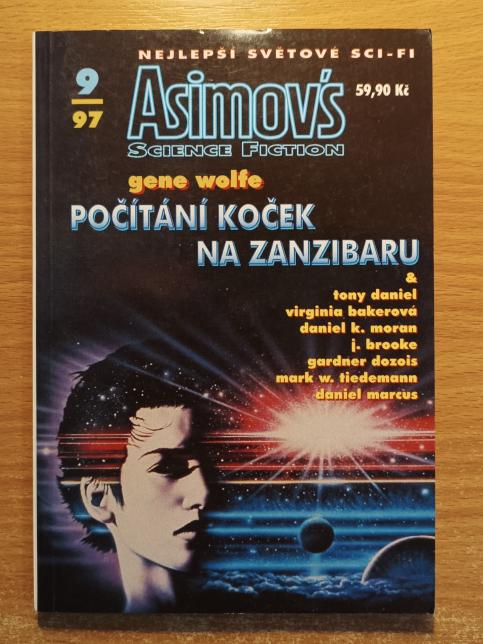 NEJLEPŠÍ SVĚTOVÉ SCI-FI
9
97
Asimov's
SCIENCE FICTION
59,90 Kč
gene wolfe
POČÍTÁNÍ KOČEK
NA ZANZIBARU
&
tony daniel
virginia bakerová
daniel k. moran
j. brooke
gardner dozois
mark w. tiedemann
daniel marcus